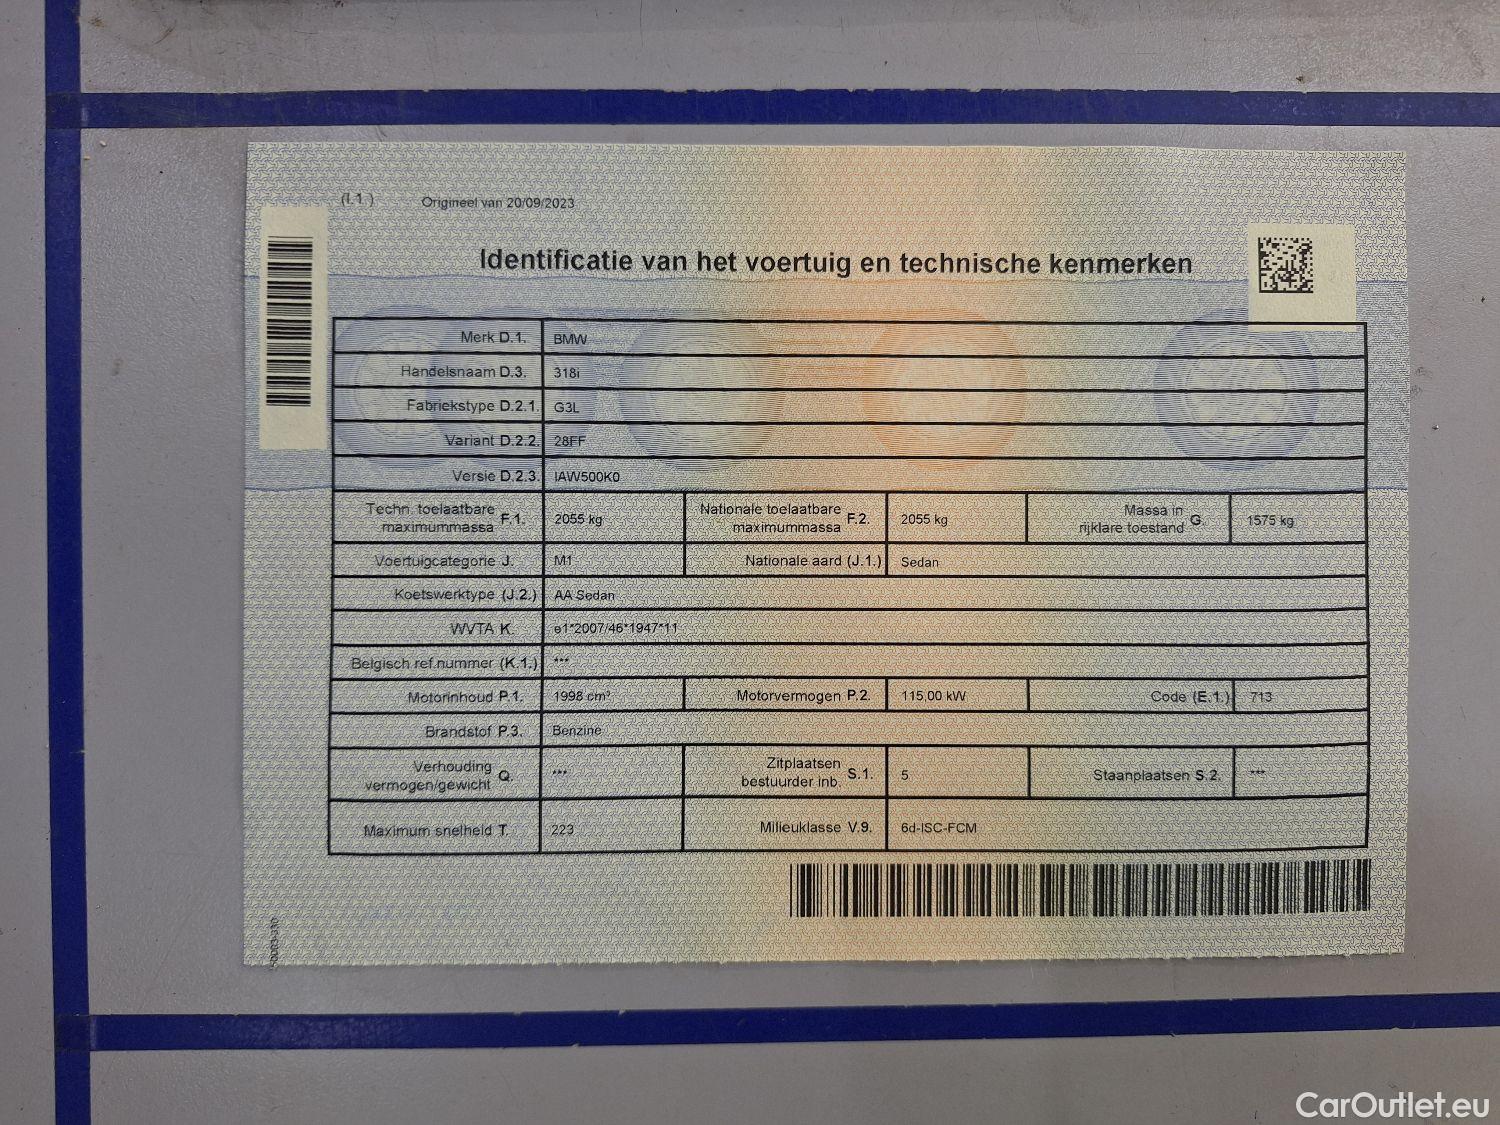 (I.1.) Origineel van 20/09/2023
Identificatie van het voertuig en technische kenmerken
Merk D.1. BMW
Handelsnaam D.3. 318i
Fabriekstype D.2.1. G3L
Variant D.2.2. 28FF
Versie D.2.3. IAW500K0
Techn. toelaatbare maximummassa F.1. 2055 kg Nationale toelaatbare maximummassa F.2. 2055 kg Massa in rijklare toestand G. 1575 kg
Voertuigcategorie J. M1 Nationale aard (J.1.) Sedan
Koetswerktype (J.2.) AA Sedan
WVTA K. e1*2007/46*1947*11
Belgisch ref.nummer (K.1.) ***
Motorinhoud P.1. 1998 cm³ Motorvermogen P.2. 115,00 kW Code (E.1.) 713
Brandstof P.3. Benzine
Verhouding vermogen/gewicht Q. *** Zitplaatsen bestuurder inb. S.1. 5 Staanplaatsen S.2. ***
Maximum snelheid T. 223 Milieuklasse V.9. 6d-ISC-FCM
CarOutlet.eu